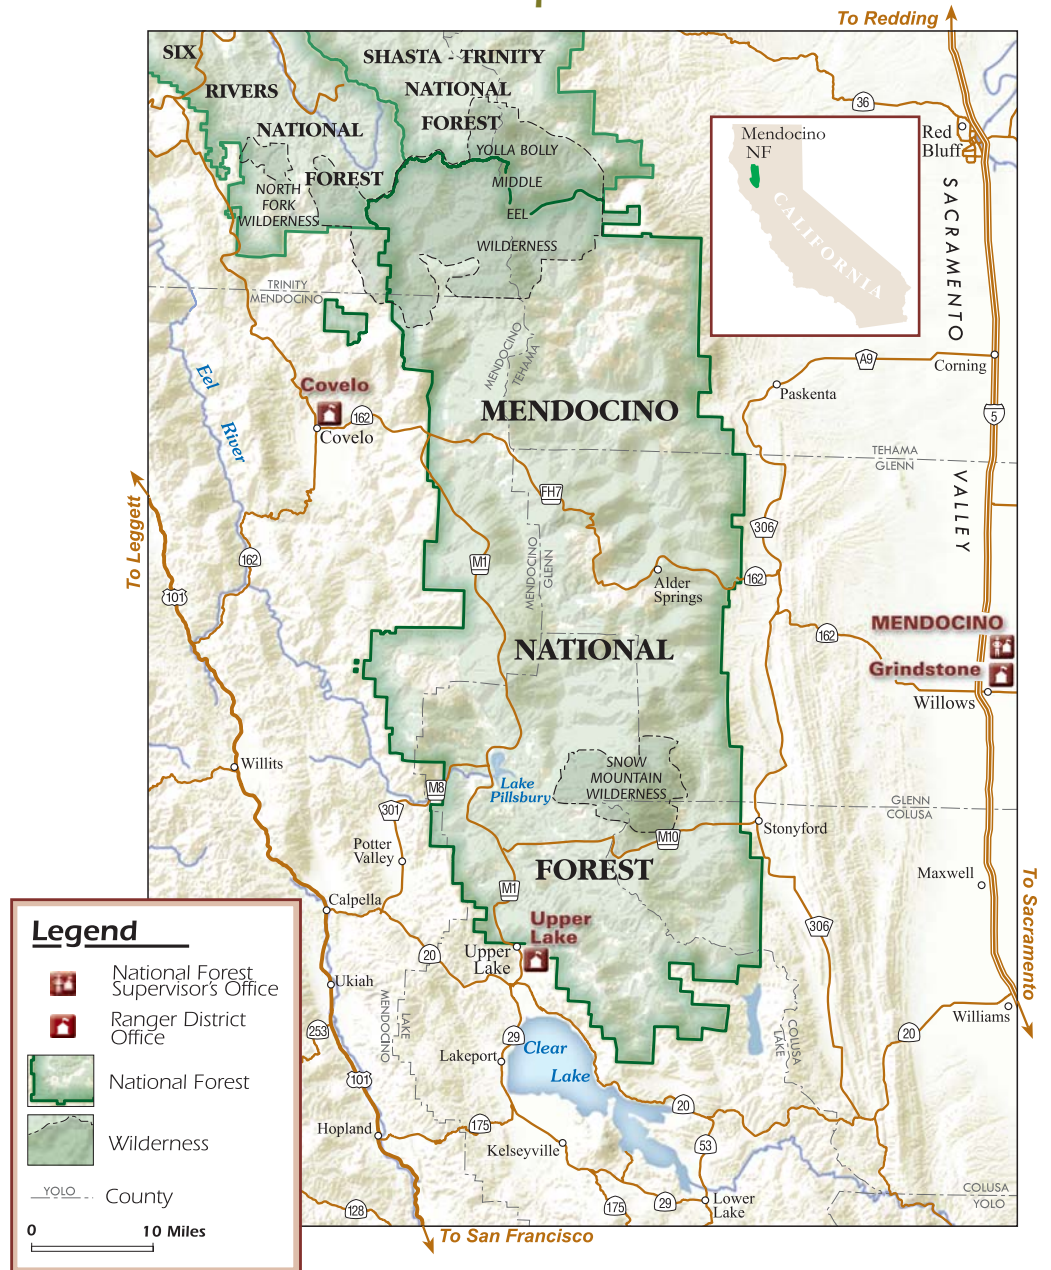 To Redding
SIX
RIVERS
NATIONAL
FOREST
SHASTA - TRINITY
NATIONAL
FOREST
36
Red
Bluff
Mendocino
NF
CALIFORNIA
YOLLA BOLLY
MIDDLE
EEL
WILDERNESS
NORTH
FORK
WILDERNESS
SACRAMENTO
VALLEY
TRINITY
MENDOCINO
MENDOCINO
TEHAMA
A9
Corning
Paskenta
5
Eel
River
Covelo
162
Covelo
MENDOCINO
NATIONAL
FOREST
TEHAMA
GLENN
To Leggett
FH7
306
162
M1
MENDOCINO
GLENN
Alder
Springs
162
101
162
MENDOCINO
Grindstone
Willows
Willits
SNOW
MOUNTAIN
WILDERNESS
Lake
Pillsbury
M8
301
GLENN
COLUSA
Stonyford
M10
Potter
Valley
Maxwell
M1
Calpella
To Sacramento
Upper
Lake
Upper
Lake
306
20
Ukiah
MENDOCINO
LAKE
Williams
20
COLUSA
LAKE
253
29
Clear
Lake
Lakeport
101
20
Hopland
175
Kelseyville
53
COLUSA
YOLO
128
175
29
Lower
Lake
To San Francisco
Legend
National Forest
Supervisor's Office
Ranger District
Office
National Forest
Wilderness
YOLO
County
0 10 Miles